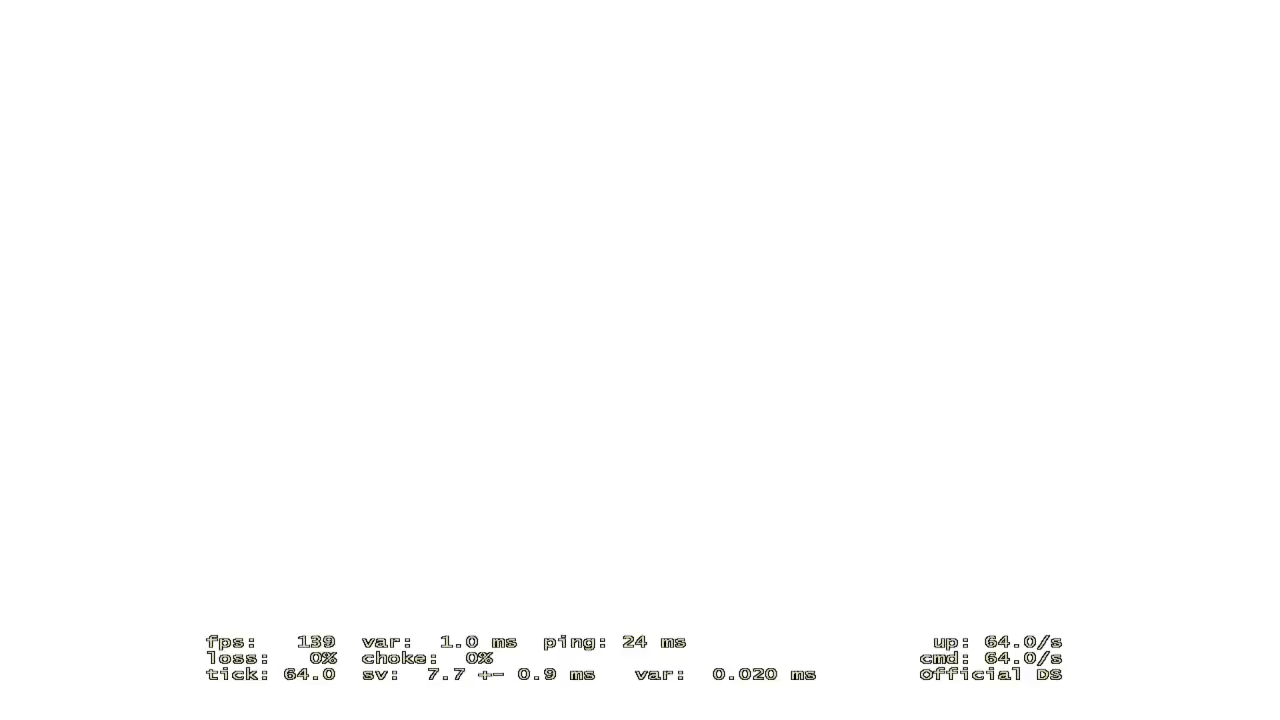 fps: 139 var: 1.0 ms ping: 24 ms up: 64.0/s
loss: 0% choke: 0% cmd: 64.0/s
tick: 64.0 sv: 7.7 +- 0.9 ms var: 0.020 ms Official DS